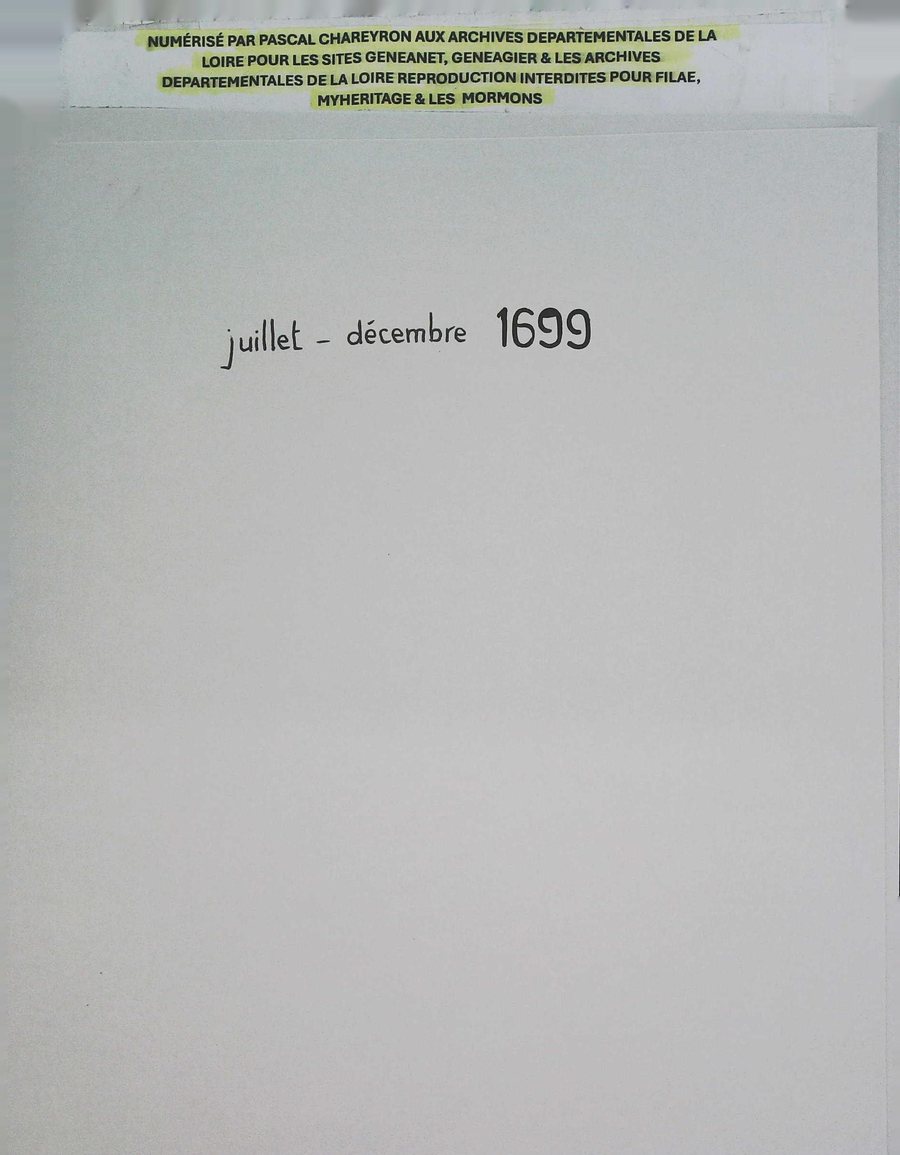 NUMÉRISÉ PAR PASCAL CHAREYRON AUX ARCHIVES DEPARTEMENTALES DE LA
LOIRE POUR LES SITES GENEANET, GENEAGIER & LES ARCHIVES
DEPARTEMENTALES DE LA LOIRE REPRODUCTION INTERDITES POUR FILAE,
MYHERITAGE & LES MORMONS
juillet - décembre 1699